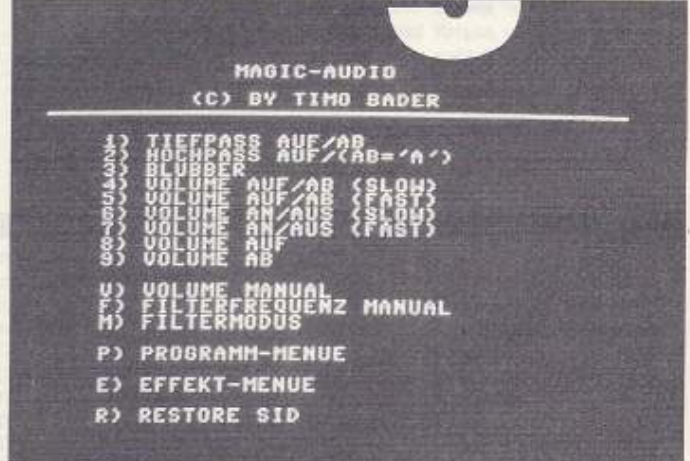 MAGIC-AUDIO
(C) BY TIMO BADER
1) TIEFPASS AUF/AB
2) HOCHPASS AUF/(AB='A')
3) BLUBBER
4) VOLUME AUF/AB (SLOW)
5) VOLUME AUF/AB (FAST)
6) VOLUME AN/AUS (SLOW)
7) VOLUME AN/AUS (FAST)
8) VOLUME AUF
9) VOLUME AB
V) VOLUME MANUAL
F) FILTERFREQUENZ MANUAL
M) FILTERMODUS
P) PROGRAMM-MENUE
E) EFFEKT-MENUE
R) RESTORE SID